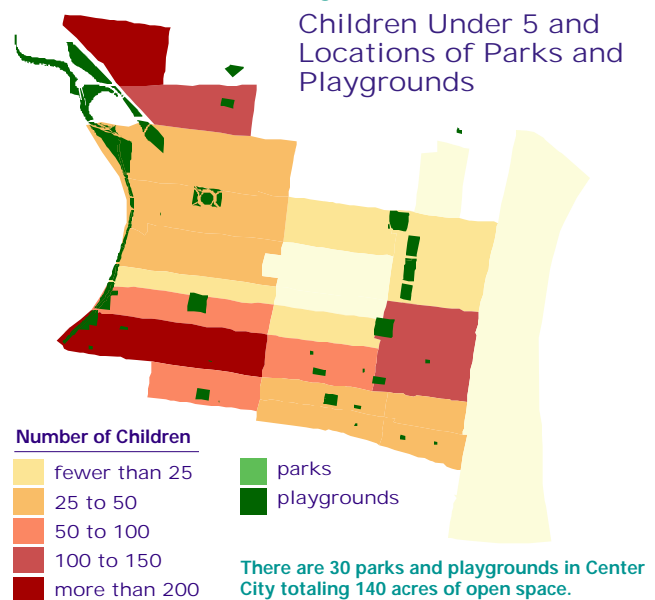 Children Under 5 and
Locations of Parks and
Playgrounds
Number of Children
fewer than 25
25 to 50
50 to 100
100 to 150
more than 200
parks
playgrounds
There are 30 parks and playgrounds in Center
City totaling 140 acres of open space.